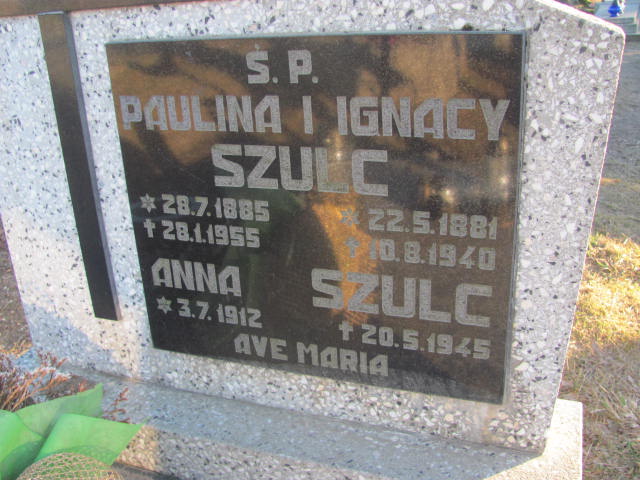 Ś. P.
PAULINA I IGNACY
SZULC
* 28.7.1885 * 22.5.1881
† 28.1.1955 † 10.8.1940
ANNA SZULC
* 3.7.1912 † 20.5.1945
AVE MARIA